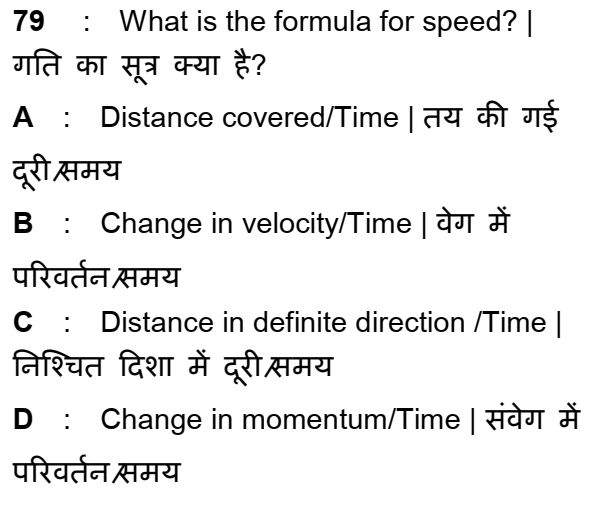 79 : What is the formula for speed? |
गति का सूत्र क्या है?
A : Distance covered/Time | तय की गई
दूरी/समय
B : Change in velocity/Time | वेग में
परिवर्तन/समय
C : Distance in definite direction /Time |
निश्चित दिशा में दूरी/समय
D : Change in momentum/Time | संवेग में
परिवर्तन/समय